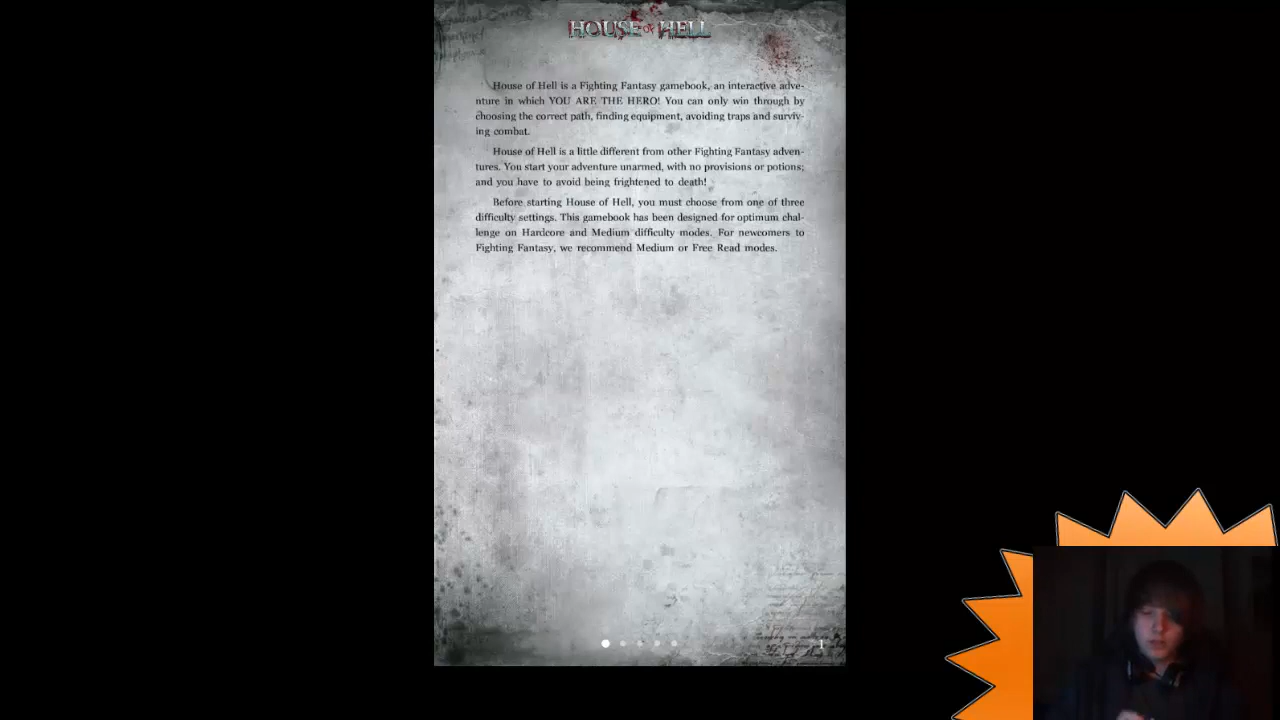 HOUSE OF HELL
House of Hell is a Fighting Fantasy gamebook, an interactive adve-
nture in which YOU ARE THE HERO! You can only win through by
choosing the correct path, finding equipment, avoiding traps and surviv-
ing combat.
House of Hell is a little different from other Fighting Fantasy adven-
tures. You start your adventure unarmed, with no provisions or potions;
and you have to avoid being frightened to death!
Before starting House of Hell, you must choose from one of three
difficulty settings. This gamebook has been designed for optimum chal-
lenge on Hardcore and Medium difficulty modes. For newcomers to
Fighting Fantasy, we recommend Medium or Free Read modes.
1